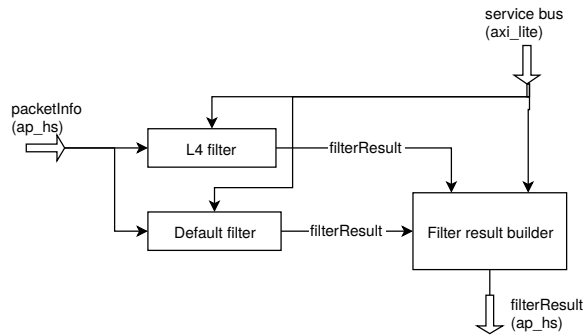 service bus
(axi_lite)
packetInfo
(ap_hs)
L4 filter
filterResult
Default filter
filterResult
Filter result builder
filterResult
(ap_hs)